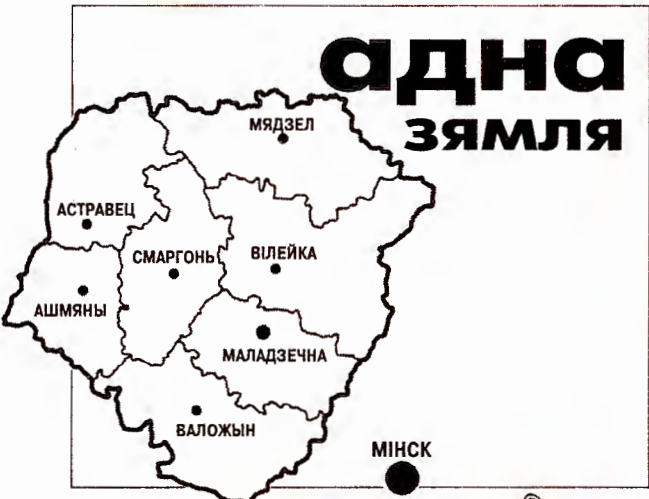 адна
зямля
МЯДЗЕЛ
АСТРАВЕЦ
СМАРГОНЬ
ВІЛЕЙКА
АШМЯНЫ
МАЛАДЗЕЧНА
ВАЛОЖЫН
МІНСК